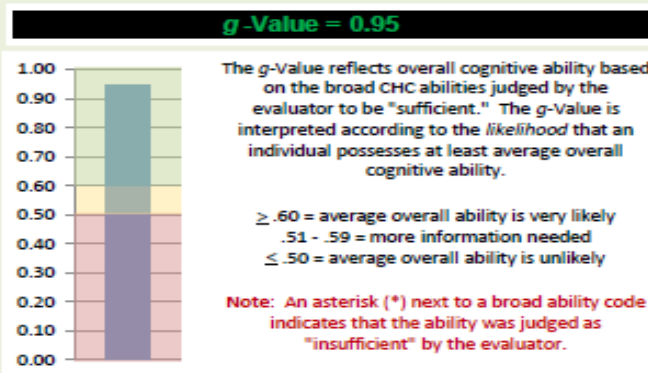 g-Value = 0.95
1.00
0.90
0.80
0.70
0.60
0.50
0.40
0.30
0.20
0.10
0.00
The g-Value reflects overall cognitive ability based
on the broad CHC abilities judged by the
evaluator to be "sufficient." The g-Value is
interpreted according to the likelihood that an
individual possesses at least average overall
cognitive ability.
≥ .60 = average overall ability is very likely
.51 - .59 = more information needed
≤ .50 = average overall ability is unlikely
Note: An asterisk (*) next to a broad ability code
indicates that the ability was judged as
"insufficient" by the evaluator.